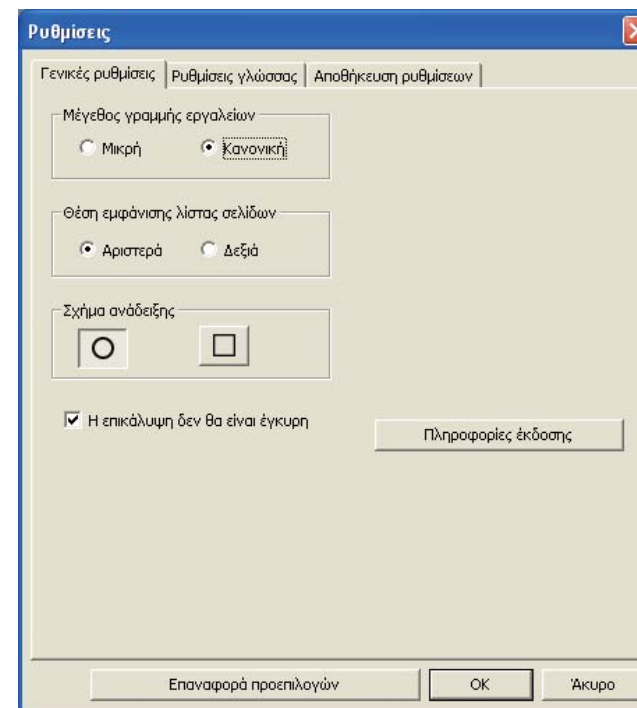 Ρυθμίσεις
Γενικές ρυθμίσεις Ρυθμίσεις γλώσσας Αποθήκευση ρυθμίσεων
Μέγεθος γραμμής εργαλείων
Μικρή Κανονική
Θέση εμφάνισης λίστας σελίδων
Αριστερά Δεξιά
Σχήμα ανάδειξης
Η επικάλυψη δεν θα είναι έγκυρη
Πληροφορίες έκδοσης
Επαναφορά προεπιλογών OK Άκυρο